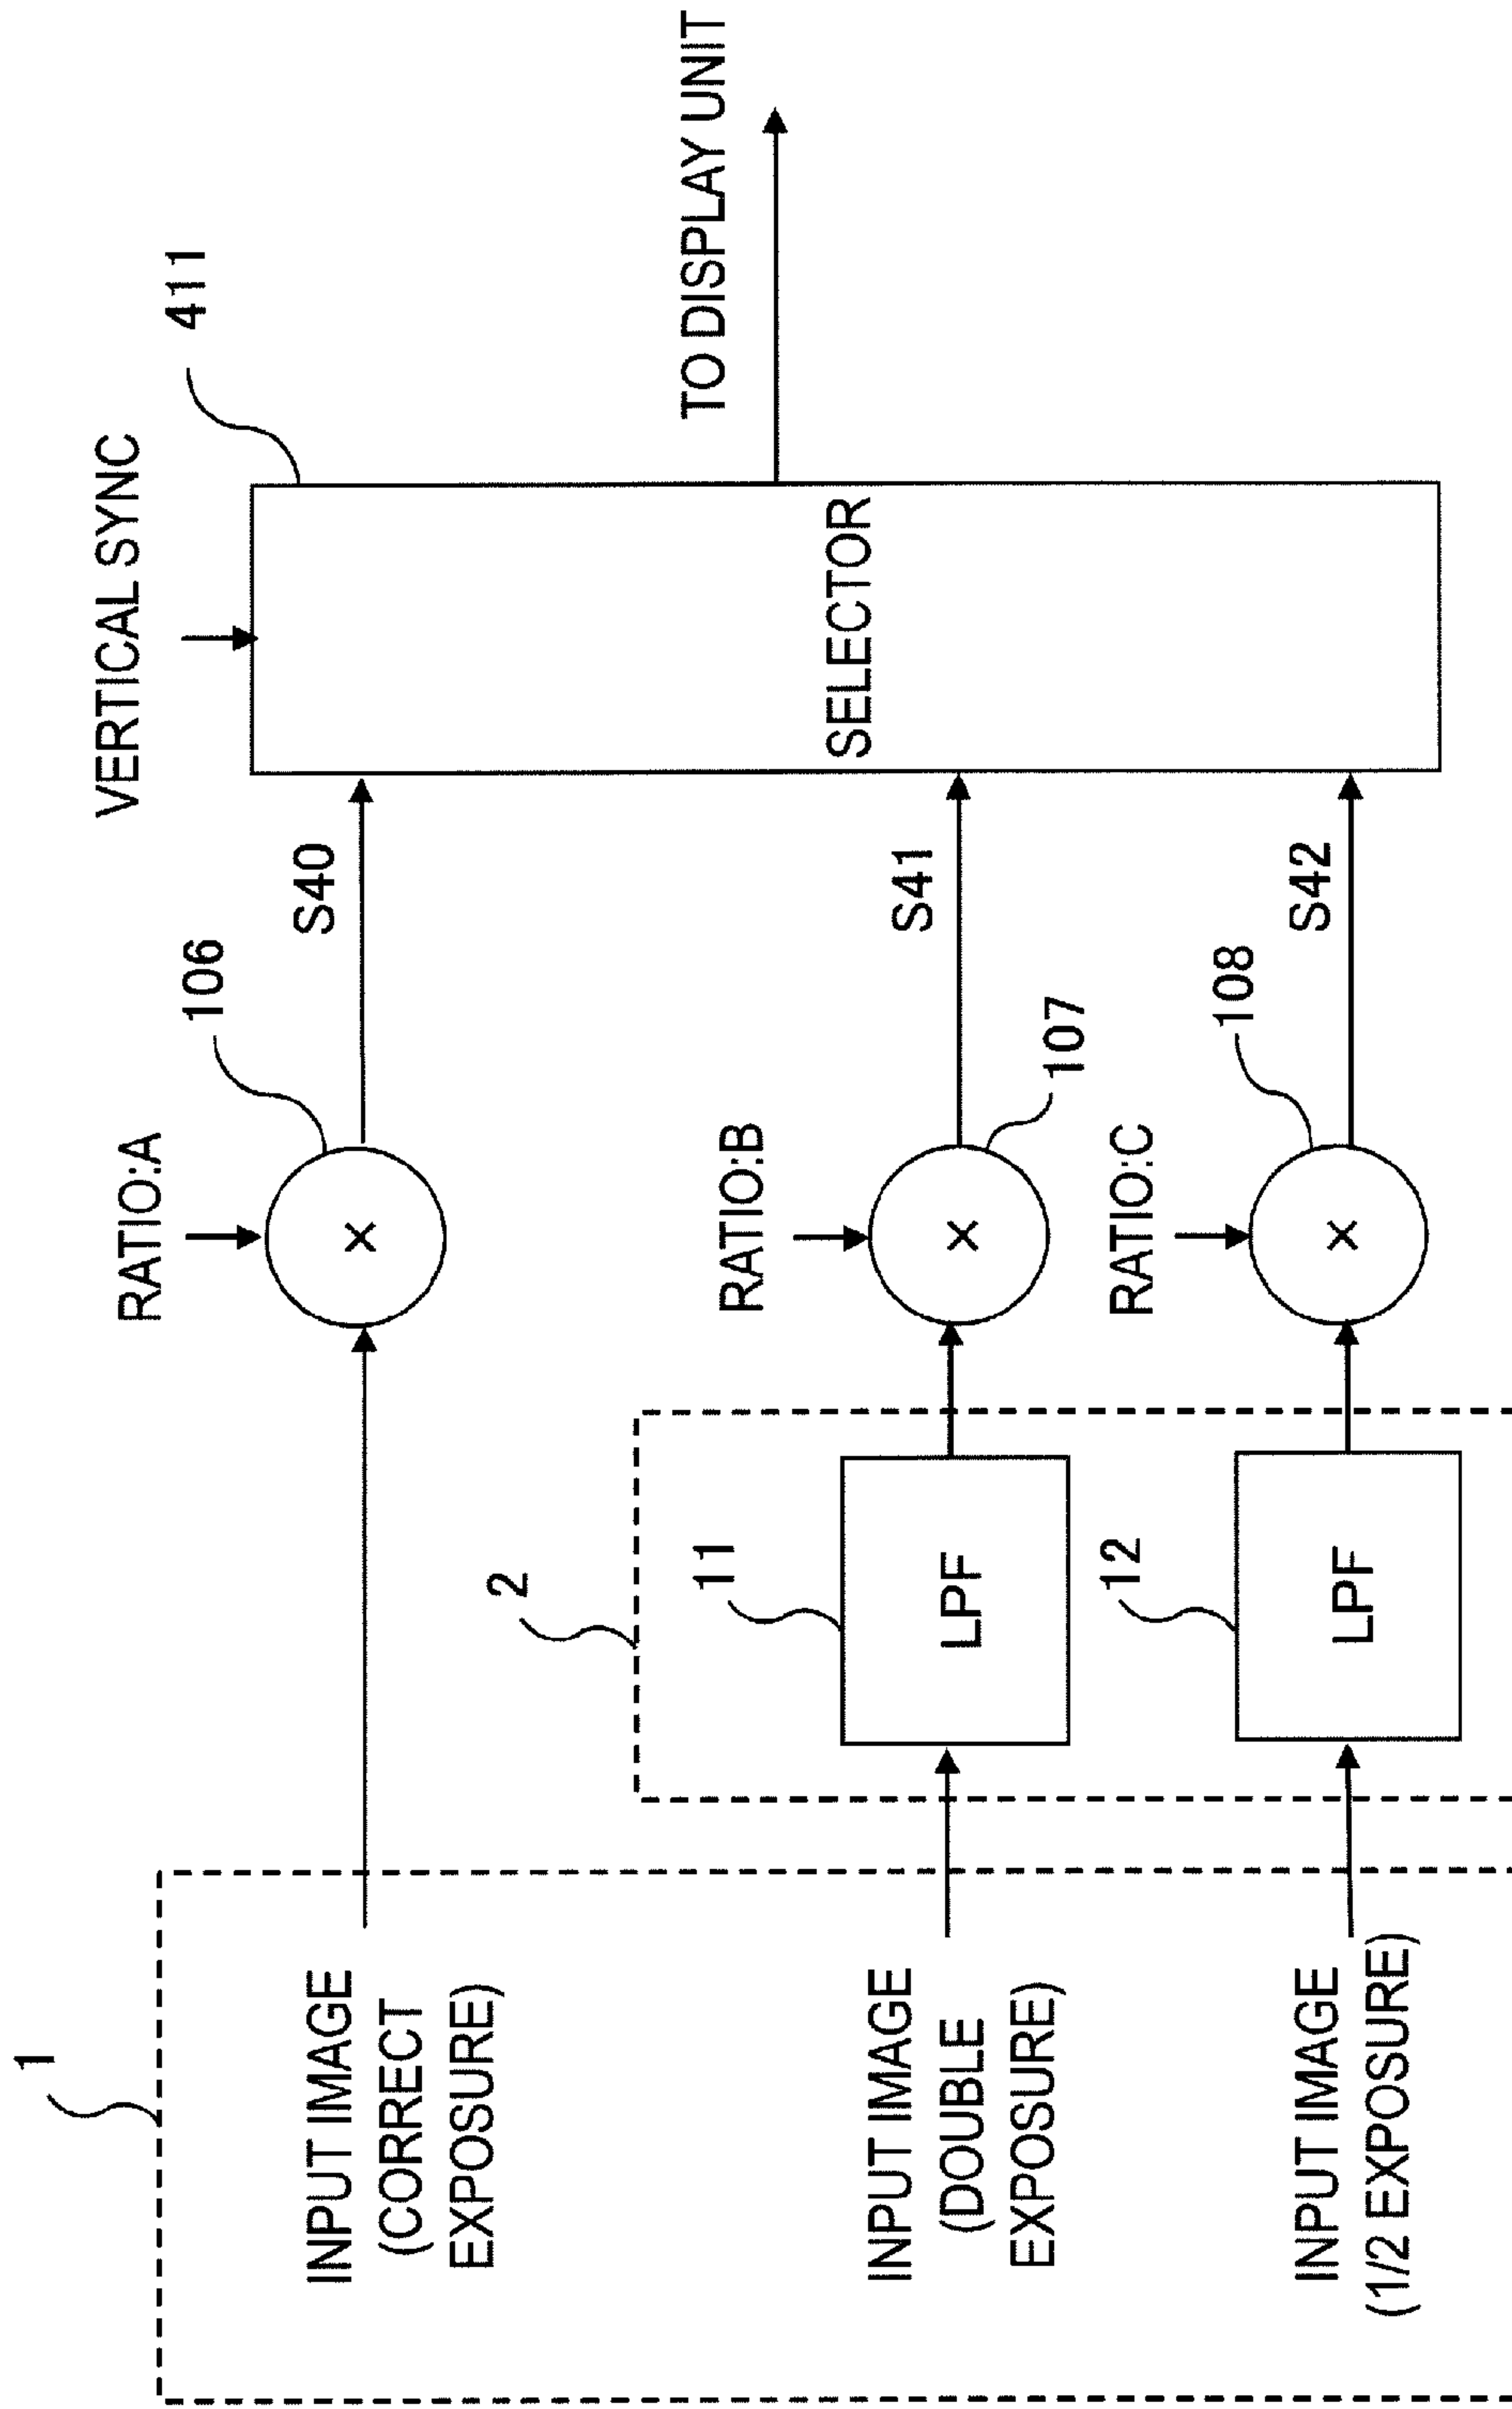 1
INPUT IMAGE
(CORRECT
EXPOSURE)
RATIO:A
106
S40
VERTICAL SYNC
411
2
INPUT IMAGE
(DOUBLE
EXPOSURE)
11
LPF
RATIO:B
107
S41
SELECTOR
TO DISPLAY UNIT
INPUT IMAGE
(1/2 EXPOSURE)
12
LPF
RATIO:C
108
S42
×
×
×